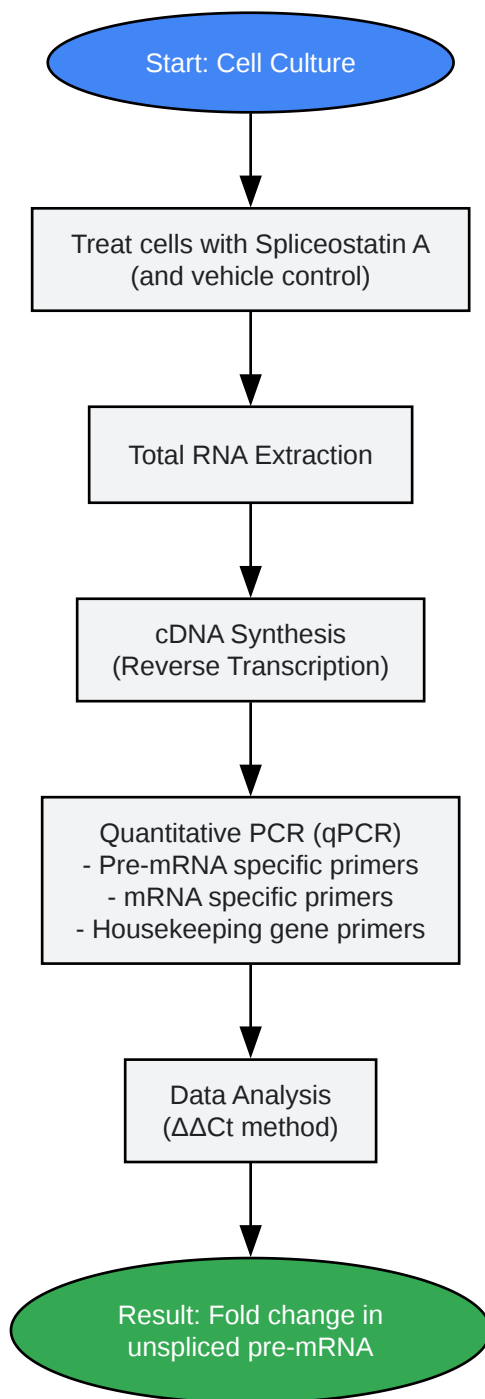 Start: Cell Culture
Treat cells with Spliceostatin A
(and vehicle control)
Total RNA Extraction
cDNA Synthesis
(Reverse Transcription)
Quantitative PCR (qPCR)
- Pre-mRNA specific primers
- mRNA specific primers
- Housekeeping gene primers
Data Analysis
(ΔΔCt method)
Result: Fold change in
unspliced pre-mRNA